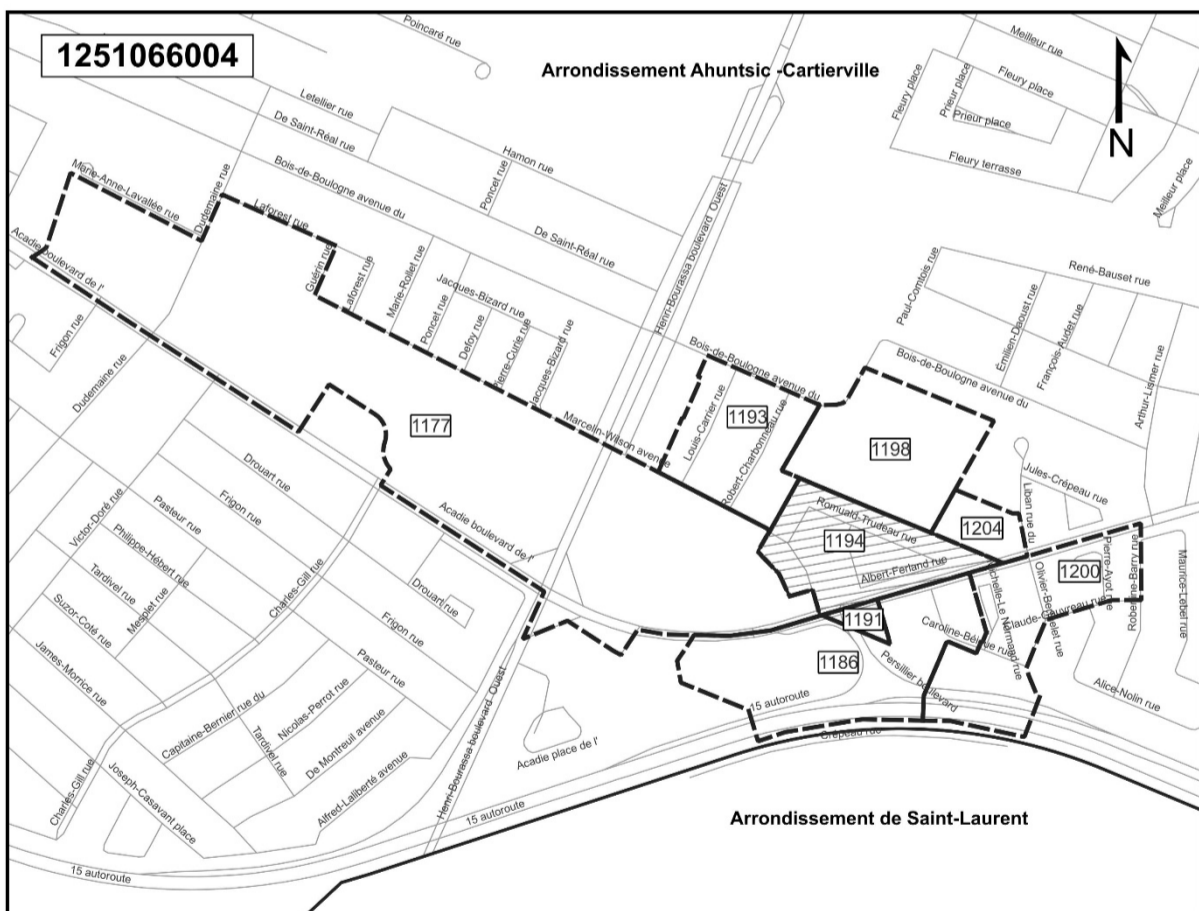 1251066004
Poincaré rue
Arrondissement Ahuntsic -Cartierville
Meilleur rue
Fleury place
Fleury place
Prieur place
Prieur place
Fleury terrasse
Meilleur place
N
Letellier rue
De Saint-Réal rue
Hamon rue
Bois-de-Boulogne avenue du
Poncet rue
De Saint-Réal rue
Henri-Bourassa boulevard Ouest
Marie-Anne-Lavallée rue
Dudemaine rue
Laforest rue
Guérin rue
Laforest rue
Marie-Rollet rue
Jacques-Bizard rue
Poncet rue
Defoy rue
Pierre-Curie rue
Jacques-Bizard rue
Acadie boulevard de l'
Frigon rue
Dudemaine rue
Paul-Comtois rue
René-Bauset rue
Émilien-Daoust rue
François-Audet rue
Arthur-Lismer rue
Bois-de-Boulogne avenue du
Bois-de-Boulogne avenue du
1193
Louis-Carrier rue
Robert-Charbonneau rue
1177
Marcelin-Wilson avenue
1198
Jules-Crépeau rue
Liban rue du
Drouart rue
Frigon rue
Pasteur rue
Victor-Doré rue
Philippe-Hébert rue
Tardivel rue
Mesplet rue
Suzor-Coté rue
James-Morrice rue
Charles-Gill rue
Acadie boulevard de l'
Drouart rue
Frigon rue
Pasteur rue
Romuald-Trudeau rue
1194
Albert-Ferland rue
1204
1200
Pierre-Ayot rue
Robertine-Barry rue
Maurice-Lebel rue
1191
1186
Caroline-Béique rue
Persillier boulevard
Alice-Nolin rue
15 autoroute
Crépeau rue
Capitaine-Bernier rue du
Nicolas-Perrot rue
De Montreuil avenue
Tardivel rue
Alfred-Laliberté avenue
Henri-Bourassa boulevard Ouest
Acadie place de l'
Charles-Gill rue
Joseph-Casavant place
15 autoroute
15 autoroute
Arrondissement de Saint-Laurent